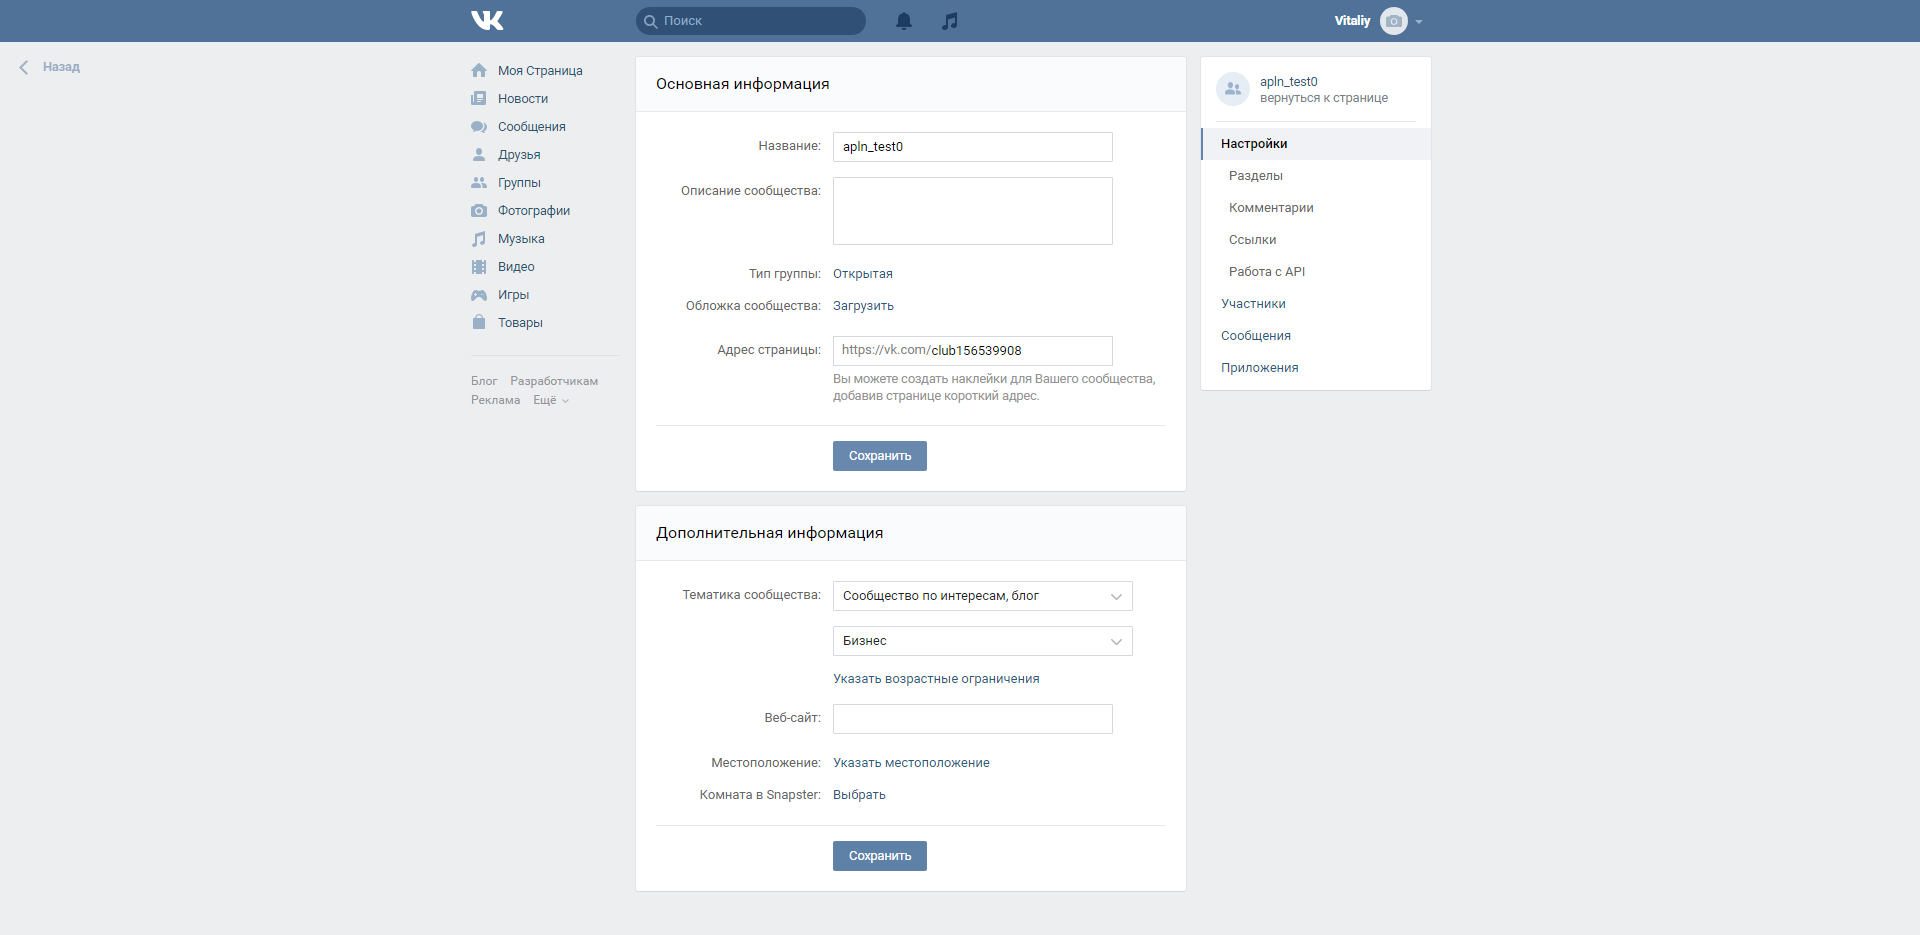 VK
Поиск
Vitaliy
Назад
Моя Страница
Новости
Сообщения
Друзья
Группы
Фотографии
Музыка
Видео
Игры
Товары
Блог Разработчикам
Реклама Ещё
Основная информация
Название: apln_test0
Описание сообщества:
Тип группы: Открытая
Обложка сообщества: Загрузить
Адрес страницы: https://vk.com/club156539908
Вы можете создать наклейки для Вашего сообщества,
добавив странице короткий адрес.
Сохранить
Дополнительная информация
Тематика сообщества: Сообщество по интересам, блог
Бизнес
Указать возрастные ограничения
Веб-сайт:
Местоположение: Указать местоположение
Комната в Snapster: Выбрать
Сохранить
apln_test0
вернуться к странице
Настройки
Разделы
Комментарии
Ссылки
Работа с API
Участники
Сообщения
Приложения